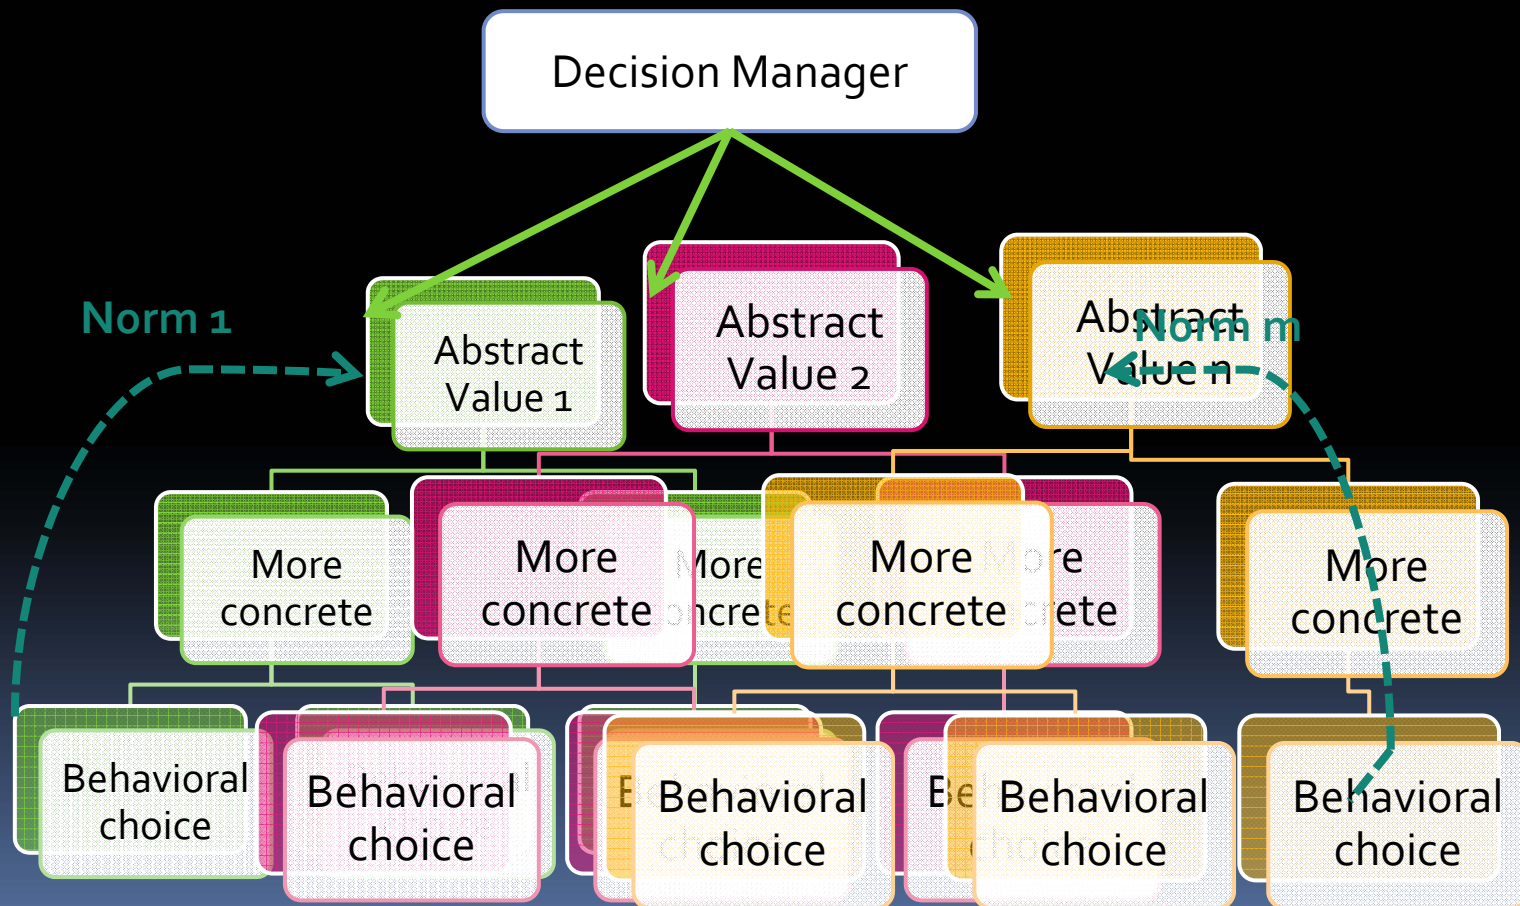 Decision Manager
Norm 1
Abstract
Value 1
Abstract
Value 2
Abstract
Value n
Norm m
More
concrete
More
concrete
More
More
concrete
More
concrete
Behavioral
choice
Behavioral
choice
Behavioral
choice
Behavioral
choice
Behavioral
choice